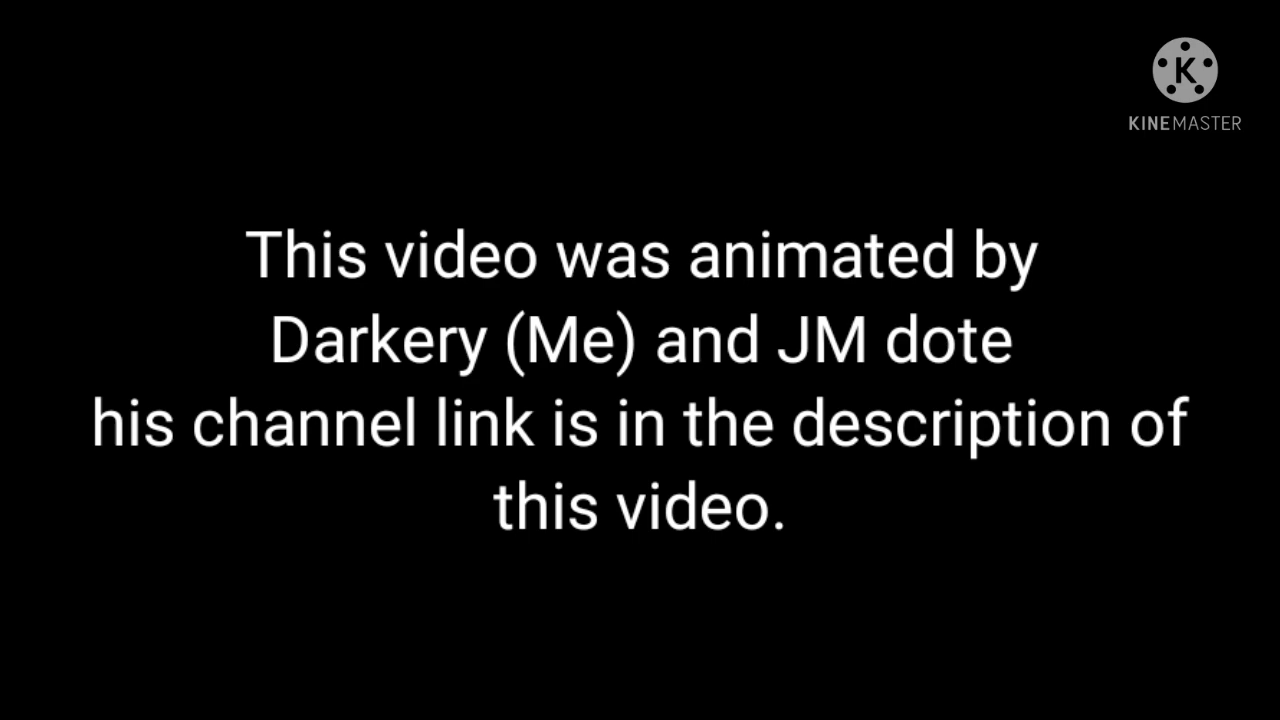 K
KINEMASTER
This video was animated by
Darkery (Me) and JM dote
his channel link is in the description of
this video.